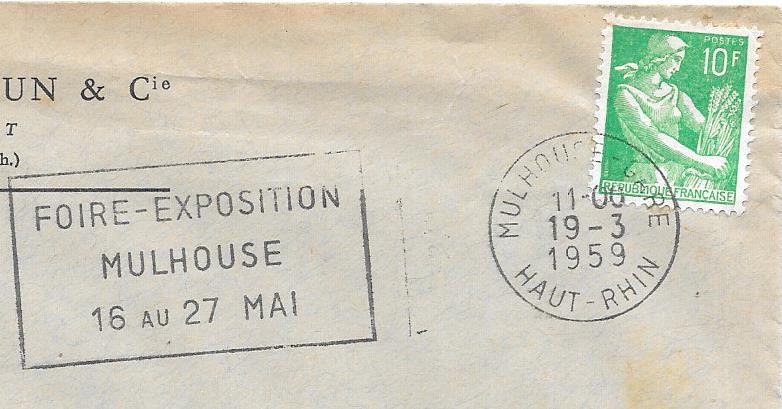 UN & Cie
T
h.)
FOIRE-EXPOSITION
MULHOUSE
16 AU 27 MAI
MULHOUSE-GARE
11-00
19-3
1959
HAUT-RHIN
POSTES
10F
REPUBLIQUE FRANÇAISE